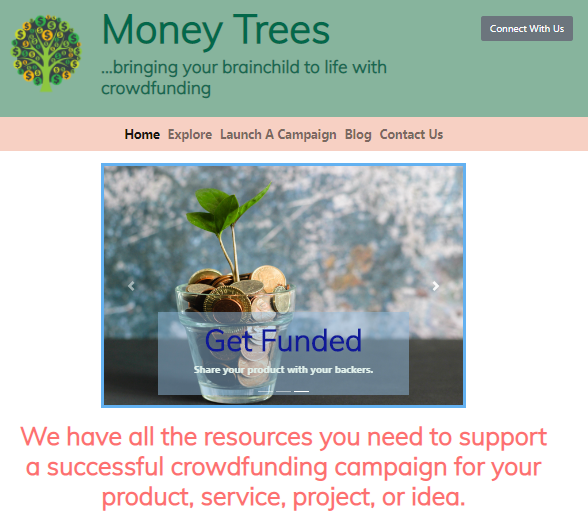 Money Trees
Connect With Us
...bringing your brainchild to life with
crowdfunding
Home Explore Launch A Campaign Blog Contact Us
Get Funded
Share your product with your backers.
We have all the resources you need to support
a successful crowdfunding campaign for your
product, service, project, or idea.